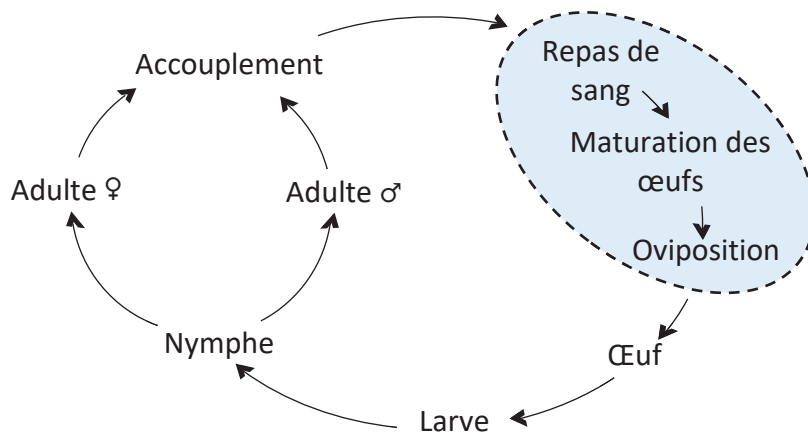 Accouplement
Repas de
sang
Maturation des
œufs
Oviposition
Adulte ♀
Adulte ♂
Nymphe
Œuf
Larve